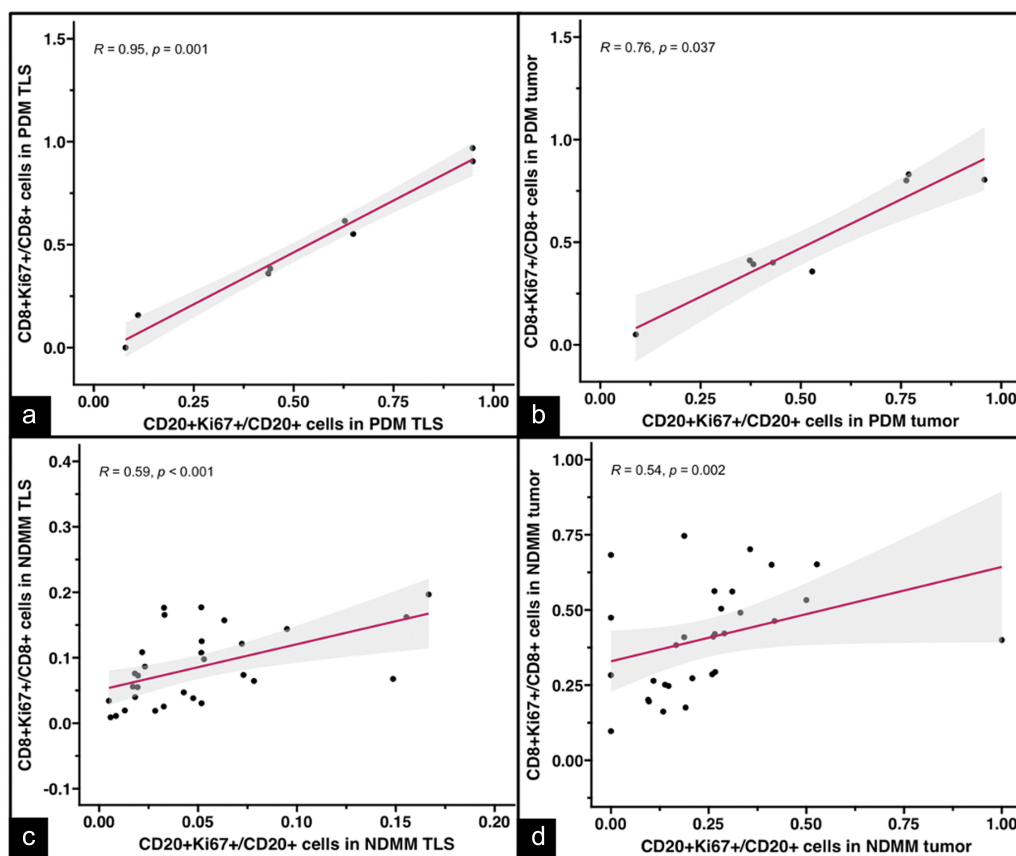 R = 0.95, p = 0.001
CD8+Ki67+/CD8+ cells in PDM TLS
1.5
1.0
0.5
0.0
0.00 0.25 0.50 0.75 1.00
CD20+Ki67+/CD20+ cells in PDM TLS
a
R = 0.76, p = 0.037
CD8+Ki67+/CD8+ cells in PDM tumor
1.5
1.0
0.5
0.0
0.00 0.25 0.50 0.75 1.00
CD20+Ki67+/CD20+ cells in PDM tumor
b
R = 0.59, p < 0.001
CD8+Ki67+/CD8+ cells in NDMM TLS
0.4
0.3
0.2
0.1
0.0
-0.1
0.00 0.05 0.10 0.15 0.20
CD20+Ki67+/CD20+ cells in NDMM TLS
c
R = 0.54, p = 0.002
CD8+Ki67+/CD8+ cells in NDMM tumor
1.00
0.75
0.50
0.25
0.00
0.00 0.25 0.50 0.75 1.00
CD20+Ki67+/CD20+ cells in NDMM tumor
d